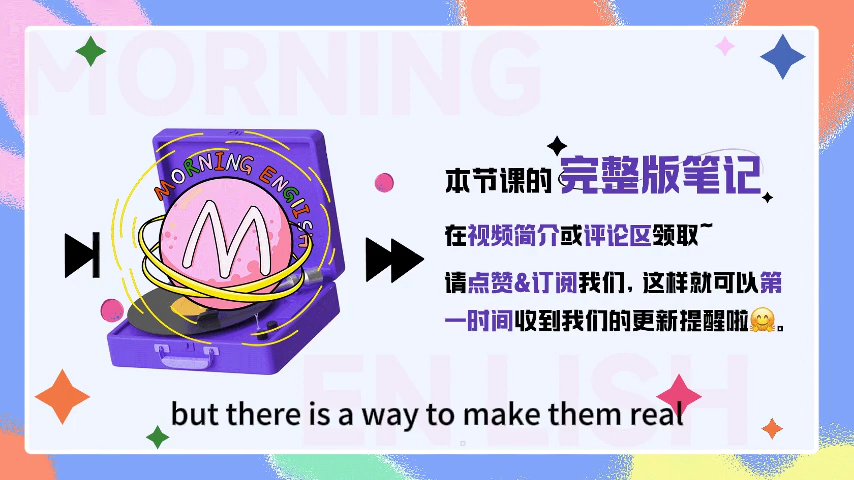 MORNING
MORNING ENGLISH
M
本节课的 完整版笔记
在视频简介或评论区领取~
请点赞&订阅我们，这样就可以第
一时间收到我们的更新提醒啦🤗。
EN LISH
but there is a way to make them real